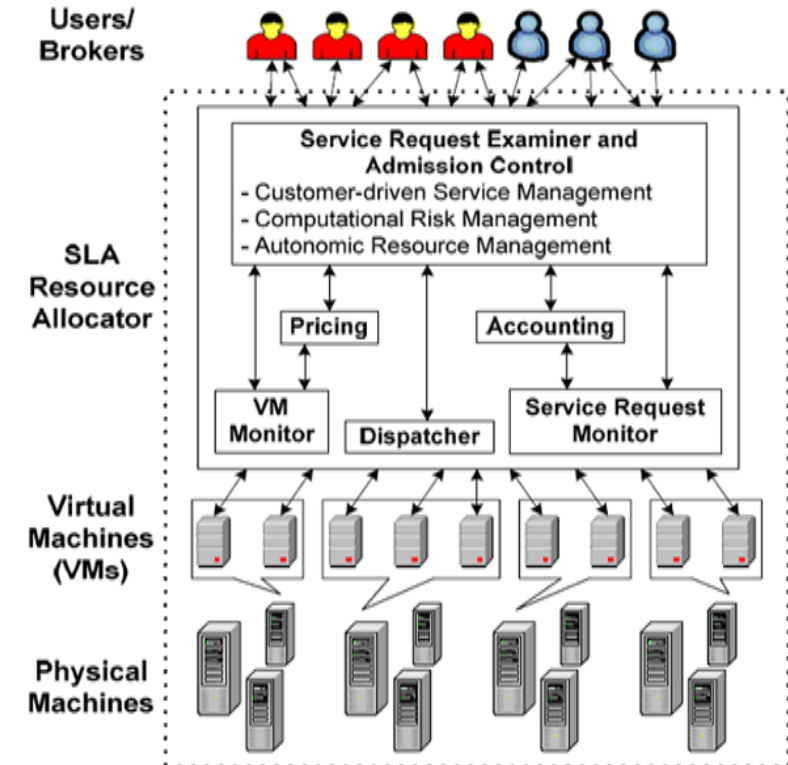 Users/
Brokers
Service Request Examiner and
Admission Control
- Customer-driven Service Management
- Computational Risk Management
- Autonomic Resource Management
SLA
Resource
Allocator
Pricing
Accounting
VM
Monitor
Dispatcher
Service Request
Monitor
Virtual
Machines
(VMs)
Physical
Machines